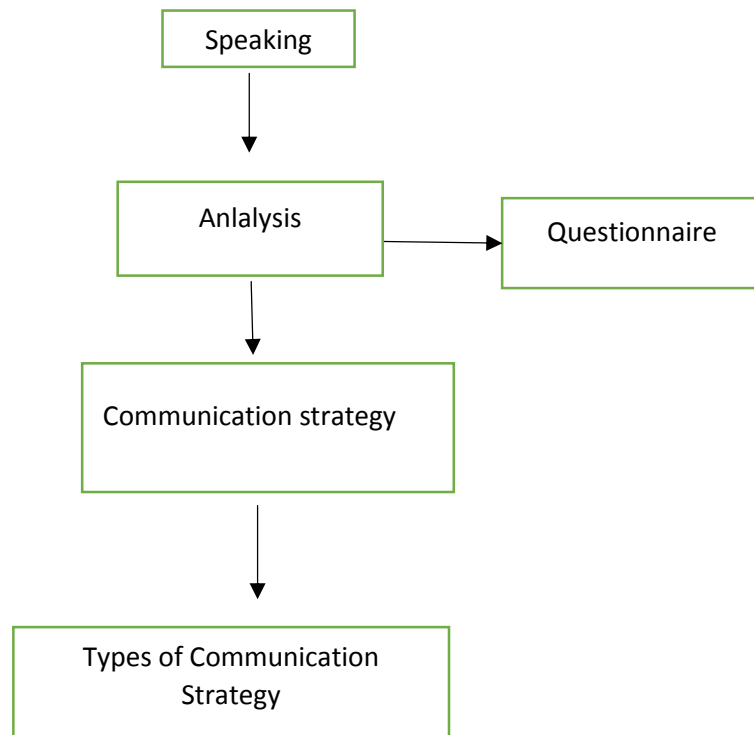 Speaking
Anlalysis
Questionnaire
Communication strategy
Types of Communication
Strategy